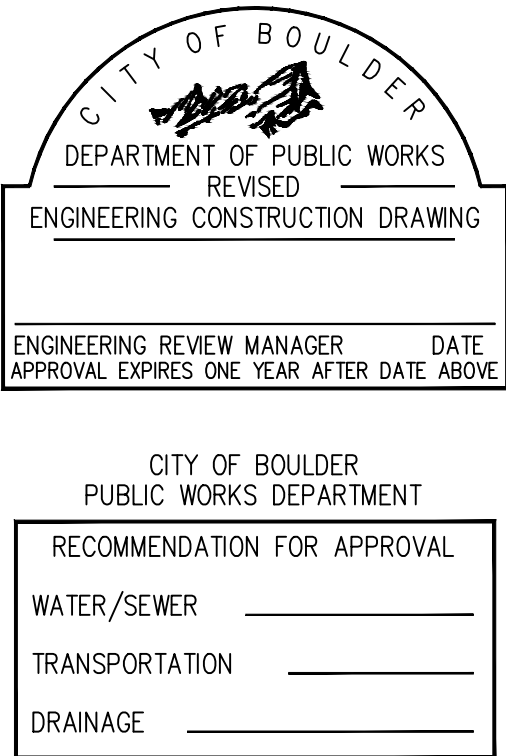 CITY OF BOULDER
DEPARTMENT OF PUBLIC WORKS
REVISED
ENGINEERING CONSTRUCTION DRAWING
ENGINEERING REVIEW MANAGER DATE
APPROVAL EXPIRES ONE YEAR AFTER DATE ABOVE
CITY OF BOULDER
PUBLIC WORKS DEPARTMENT
RECOMMENDATION FOR APPROVAL
WATER/SEWER
TRANSPORTATION
DRAINAGE